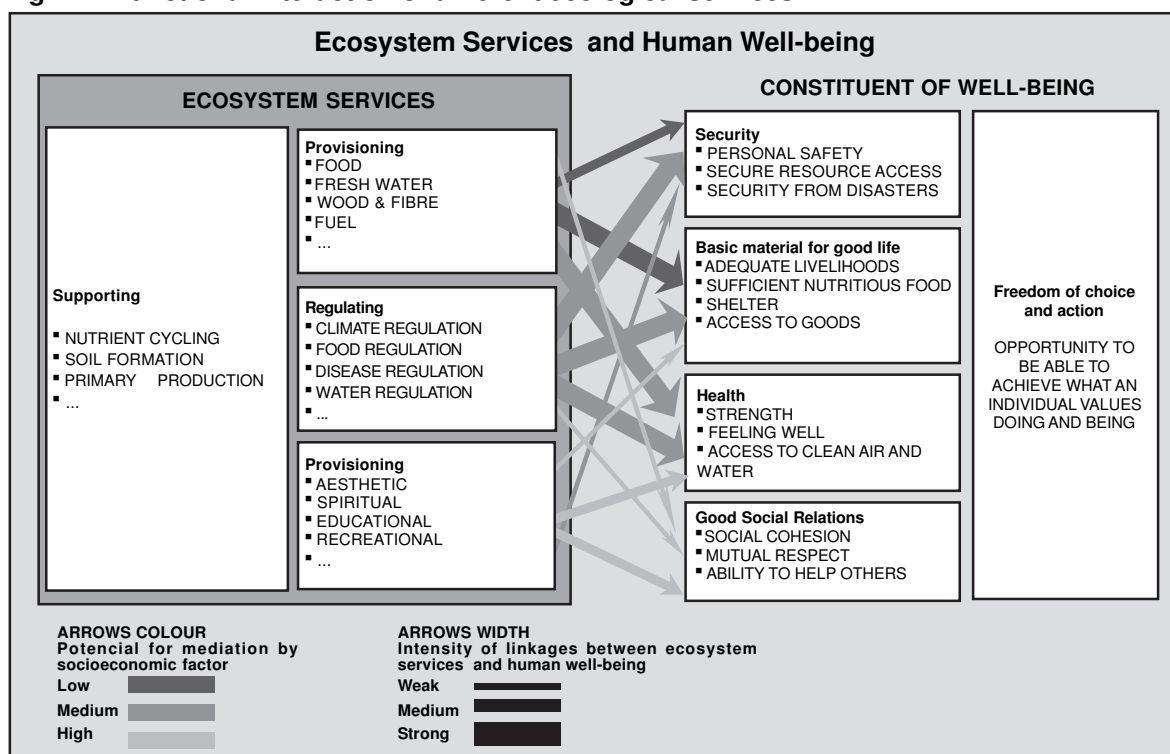 Ecosystem Services and Human Well-being
ECOSYSTEM SERVICES
Supporting
▪ NUTRIENT CYCLING
▪ SOIL FORMATION
▪ PRIMARY PRODUCTION
▪ ...
Provisioning
▪ FOOD
▪ FRESH WATER
▪ WOOD & FIBRE
▪ FUEL
▪ ...
Regulating
▪ CLIMATE REGULATION
▪ FOOD REGULATION
▪ DISEASE REGULATION
▪ WATER REGULATION
▪ ...
Provisioning
▪ AESTHETIC
▪ SPIRITUAL
▪ EDUCATIONAL
▪ RECREATIONAL
▪ ...
CONSTITUENT OF WELL-BEING
Security
▪ PERSONAL SAFETY
▪ SECURE RESOURCE ACCESS
▪ SECURITY FROM DISASTERS
Basic material for good life
▪ ADEQUATE LIVELIHOODS
▪ SUFFICIENT NUTRITIOUS FOOD
▪ SHELTER
▪ ACCESS TO GOODS
Health
▪ STRENGTH
▪ FEELING WELL
▪ ACCESS TO CLEAN AIR AND
WATER
Good Social Relations
▪ SOCIAL COHESION
▪ MUTUAL RESPECT
▪ ABILITY TO HELP OTHERS
Freedom of choice
and action
OPPORTUNITY TO
BE ABLE TO
ACHIEVE WHAT AN
INDIVIDUAL VALUES
DOING AND BEING
ARROWS COLOUR
Potencial for mediation by
socioeconomic factor
Low
Medium
High
ARROWS WIDTH
Intensity of linkages between ecosystem
services and human well-being
Weak
Medium
Strong